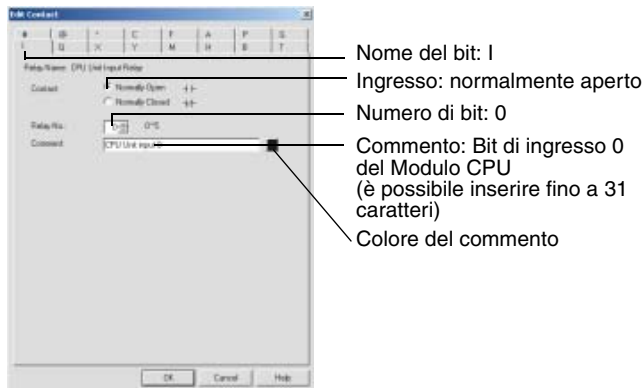 Edit Contact
# @ * C F A P S
I Q X Y M H B T
Relay Name: CPU Unit Input Relay
Contact
Normally Open
Normally Closed
Relay No.
0
Comment
CPU Unit input 0
OK Cancel Help
Nome del bit: I
Ingresso: normalmente aperto
Numero di bit: 0
Commento: Bit di ingresso 0
del Modulo CPU
(è possibile inserire fino a 31
caratteri)
Colore del commento